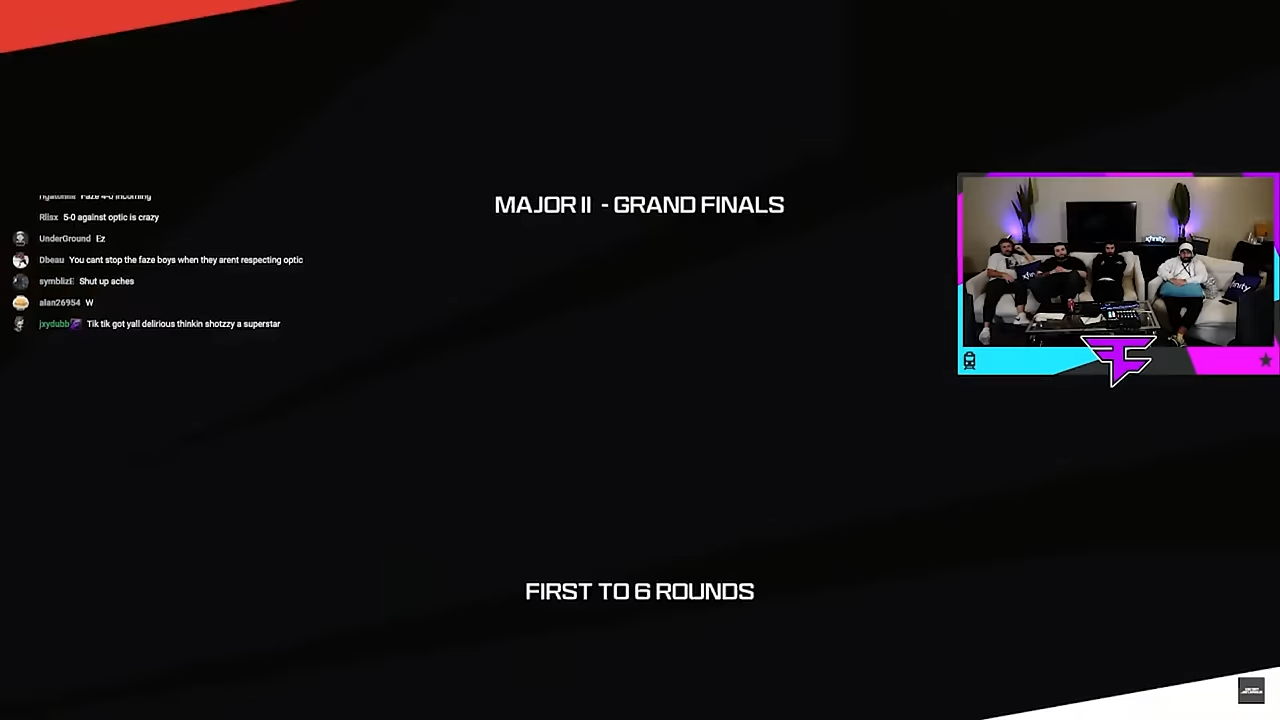 MAJOR II - GRAND FINALS
Faze 4-0 incoming
Rlisx 5-0 against optic is crazy
UnderGround Ez
Dbeau You cant stop the faze boys when they arent respecting optic
symblizE Shut up aches
alan26954 W
jxydubb Tik tik got yall delirious thinkin shotzzy a superstar
xfinity
FIRST TO 6 ROUNDS